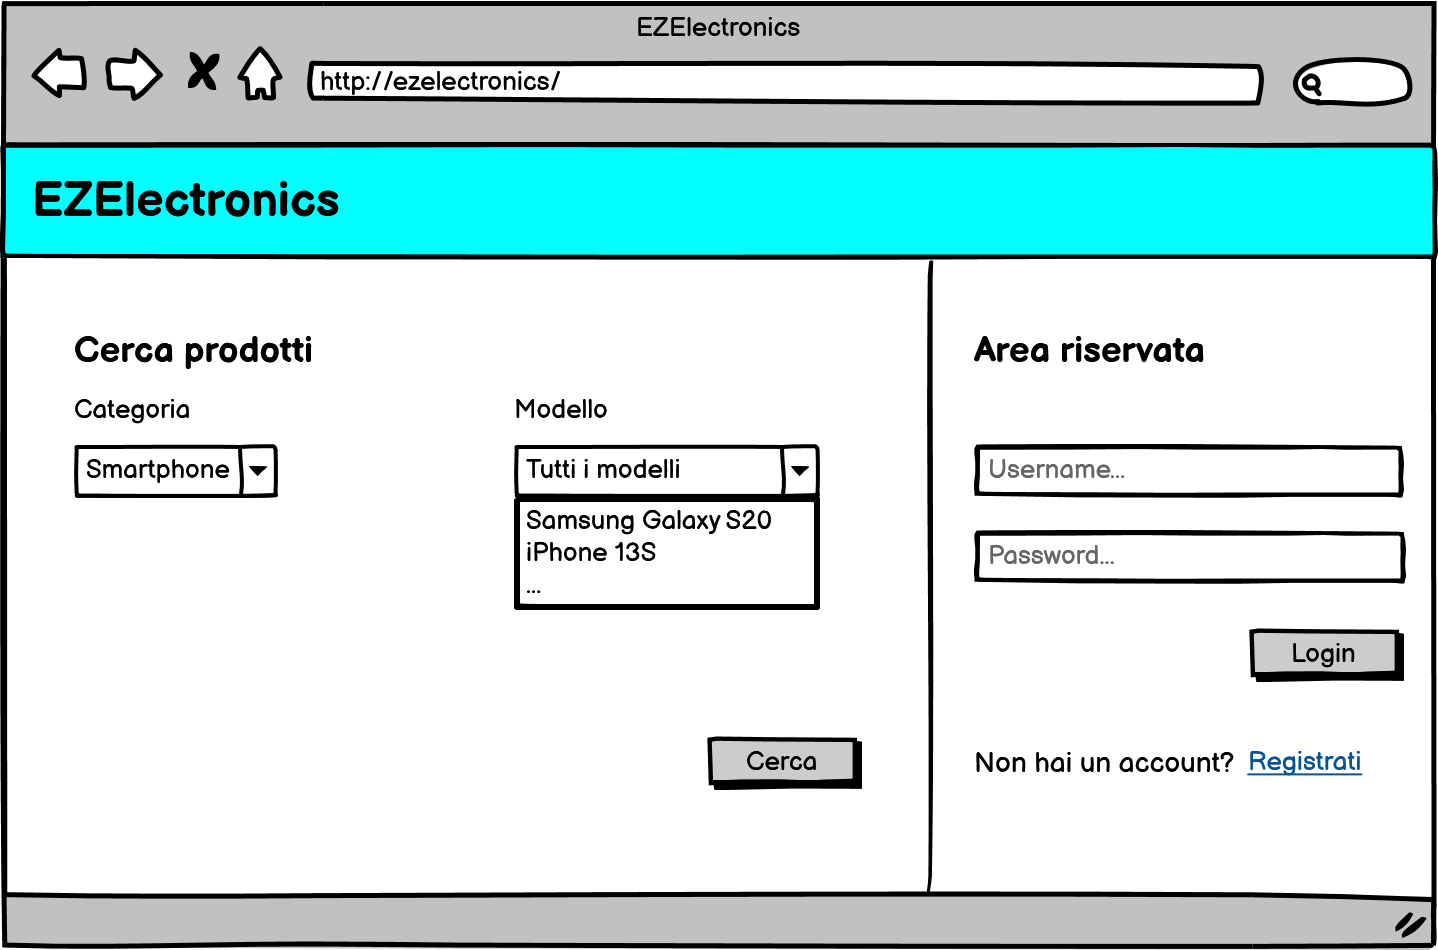 EZElectronics
http://ezelectronics/
EZElectronics
Cerca prodotti
Categoria
Modello
Smartphone
Tutti i modelli
Samsung Galaxy S20
iPhone 13S
...
Cerca
Area riservata
Username...
Password...
Login
Non hai un account? Registrati